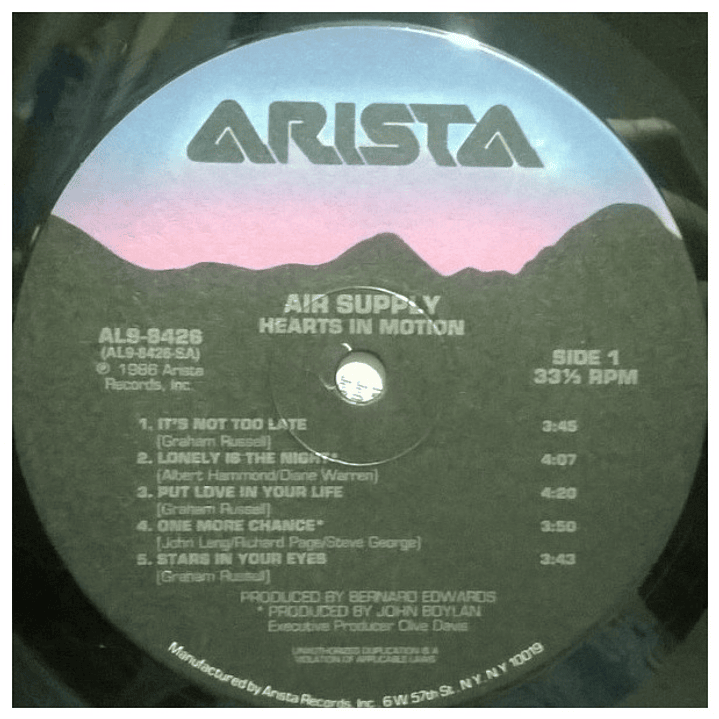 ARISTA
AIR SUPPLY
HEARTS IN MOTION
AL9-8426
(AL9-8426-SA)
℗ 1986 Arista
Records, Inc.
SIDE 1
33⅓ RPM
1. IT'S NOT TOO LATE 3:45
(Graham Russell)
2. LONELY IS THE NIGHT* 4:07
(Albert Hammond/Diane Warren)
3. PUT LOVE IN YOUR LIFE 4:20
(Graham Russell)
4. ONE MORE CHANCE* 3:50
(John Lang/Richard Page/Steve George)
5. STARS IN YOUR EYES 3:43
(Graham Russell)
PRODUCED BY BERNARD EDWARDS
* PRODUCED BY JOHN BOYLAN
Executive Producer Clive Davis
UNAUTHORIZED DUPLICATION IS A
VIOLATION OF APPLICABLE LAWS
Manufactured by Arista Records, Inc. 6 W. 57th St. N.Y. N.Y. 10019